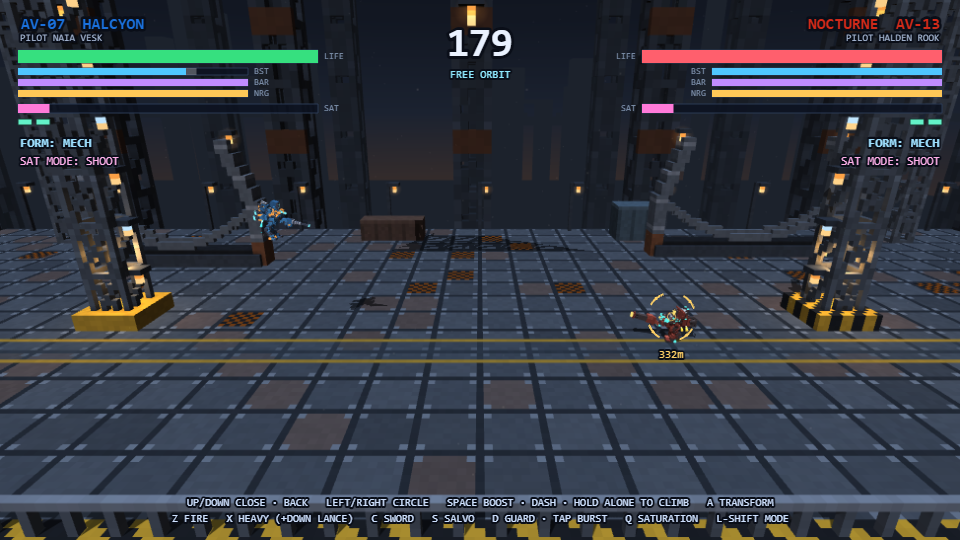 AV-07 HALCYON
PILOT NAIA VESK
LIFE
BST
BAR
NRG
SAT
FORM: MECH
SAT MODE: SHOOT
179
FREE ORBIT
NOCTURNE AV-13
PILOT HALDEN ROOK
LIFE
BST
BAR
NRG
SAT
FORM: MECH
SAT MODE: SHOOT
332m
UP/DOWN CLOSE · BACK LEFT/RIGHT CIRCLE SPACE BOOST · DASH · HOLD ALONE TO CLIMB A TRANSFORM
Z FIRE X HEAVY (+DOWN LANCE) C SWORD S SALVO D GUARD · TAP BURST Q SATURATION L-SHIFT MODE